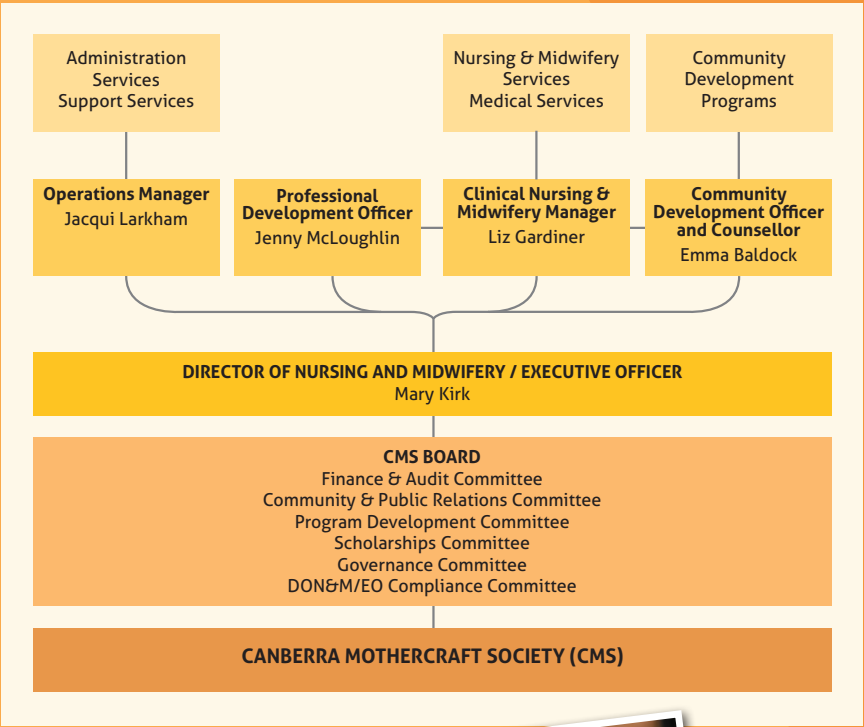 Administration
Services
Support Services
Nursing & Midwifery
Services
Medical Services
Community
Development
Programs
Operations Manager
Jacqui Larkham
Professional
Development Officer
Jenny McLoughlin
Clinical Nursing &
Midwifery Manager
Liz Gardiner
Community
Development Officer
and Counsellor
Emma Baldock
DIRECTOR OF NURSING AND MIDWIFERY / EXECUTIVE OFFICER
Mary Kirk
CMS BOARD
Finance & Audit Committee
Community & Public Relations Committee
Program Development Committee
Scholarships Committee
Governance Committee
DON&M/EO Compliance Committee
CANBERRA MOTHERCRAFT SOCIETY (CMS)